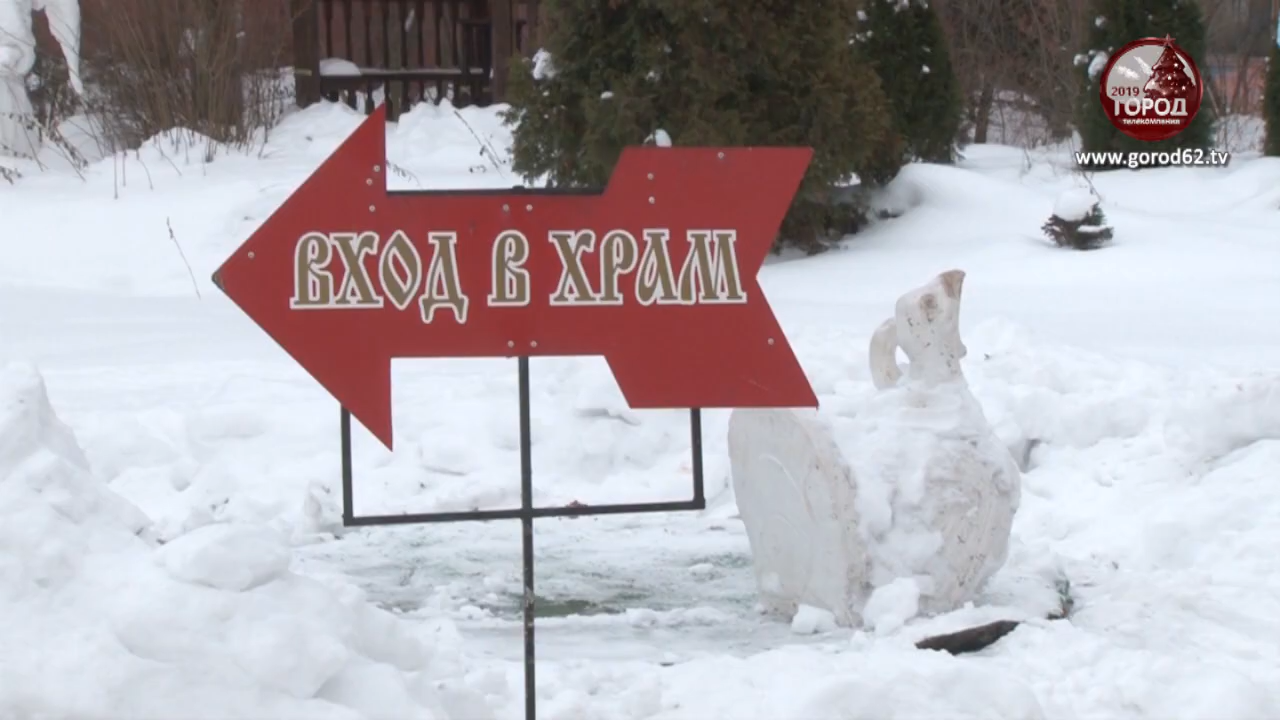 2019
ГОРОД
телекомпания
www.gorod62.tv
ВХОД В ХРАМ